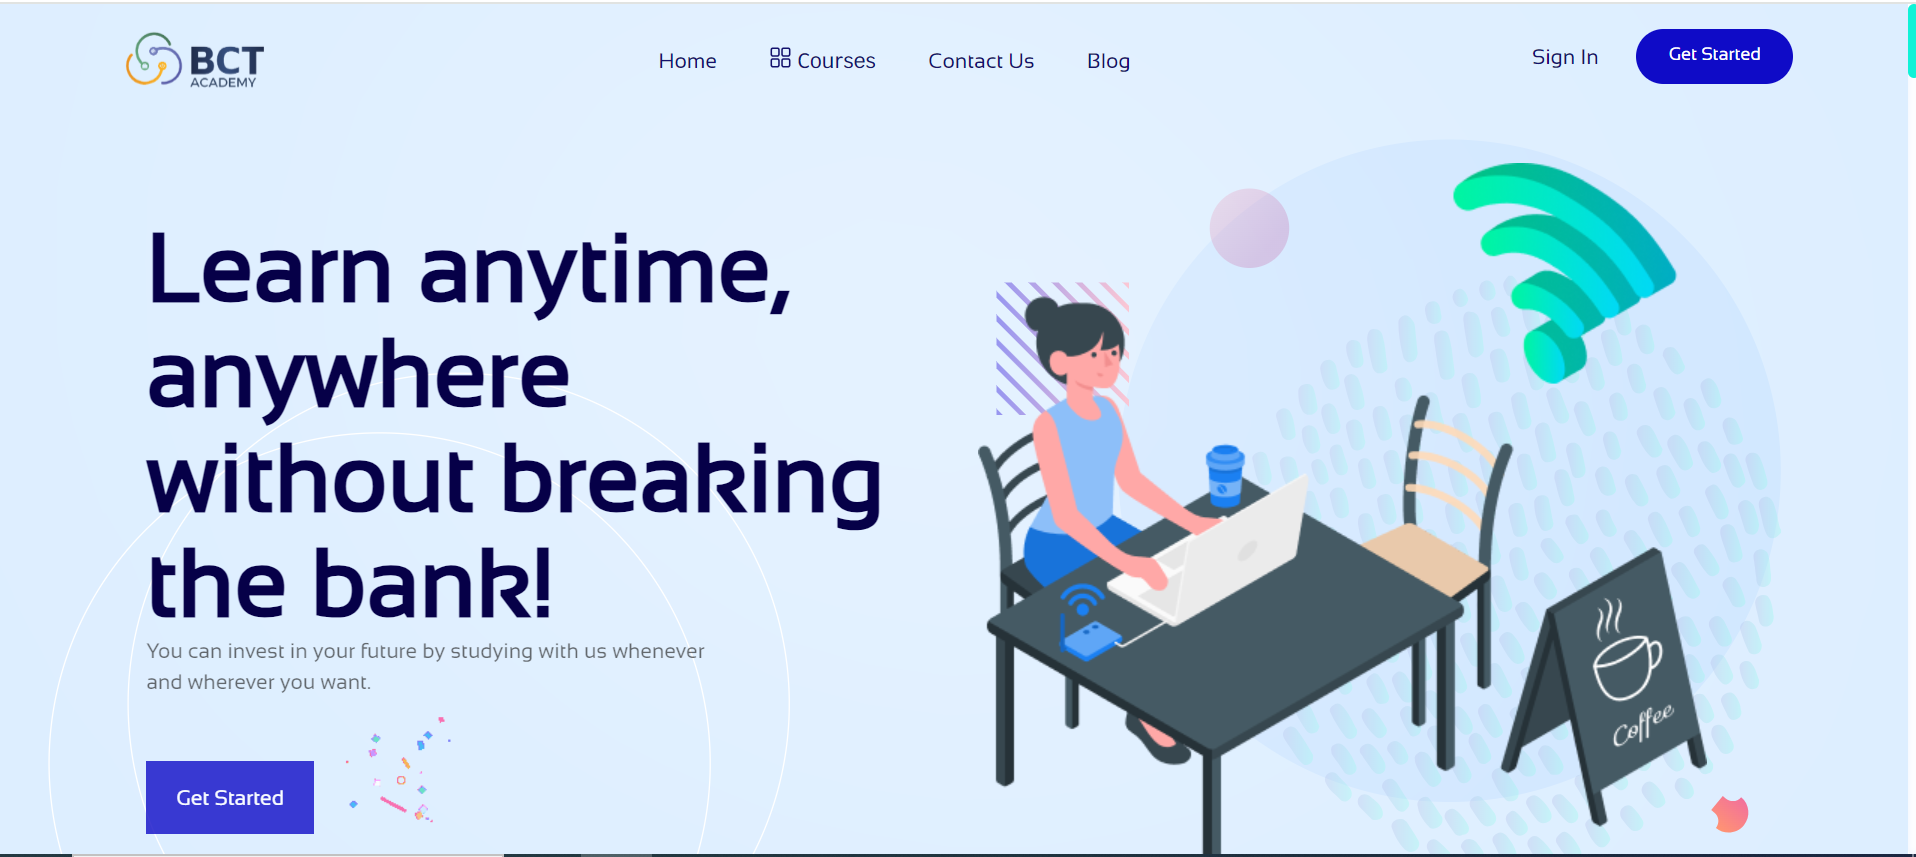 BCT
ACADEMY
Home
Courses
Contact Us
Blog
Sign In
Get Started
Learn anytime,
anywhere
without breaking
the bank!
You can invest in your future by studying with us whenever
and wherever you want.
Get Started
Coffee